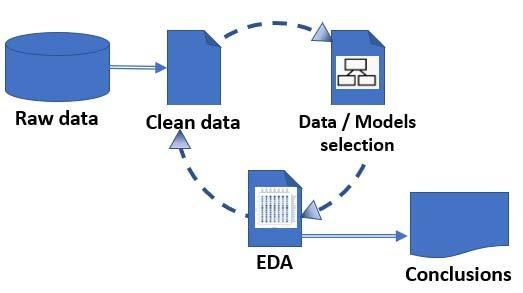 Raw data
Clean data
Data / Models
selection
EDA
Conclusions